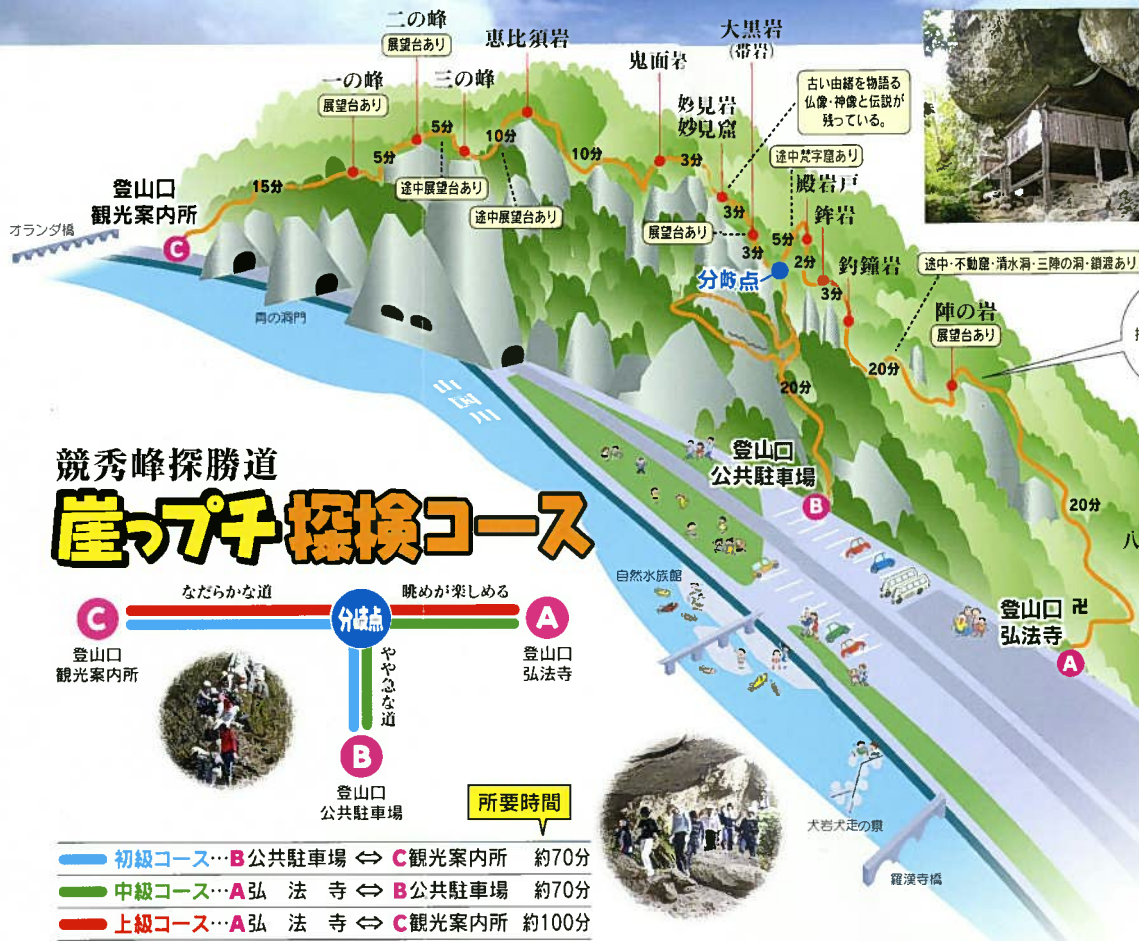 二の峰
展望台あり
恵比須岩
大黒岩
(帯岩)
鬼面岩
一の峰
展望台あり
三の峰
古い由緒を物語る
仏像・神像と伝説が
残っている。
妙見岩
妙見窟
5分
10分
10分
3分
途中梵字窟あり
登山口
観光案内所
15分
5分
途中展望台あり
途中展望台あり
殿岩戸
鉾岩
3分
展望台あり
5分
3分
2分
オランダ橋
C
分岐点
3分
釣鐘岩
途中・不動窟・清水洞・三陣の洞・鎖渡あり
陣の岩
展望台あり
青の洞門
20分
20分
山国川
登山口
公共駐車場
B
20分
競秀峰探勝道
崖っプチ探検コース
自然水族館
八
登山口
弘法寺
卍
A
なだらかな道
眺めが楽しめる
C
分岐点
A
登山口
観光案内所
登山口
弘法寺
やや急な道
B
登山口
公共駐車場
所要時間
犬岩犬走の景
羅漢寺橋
初級コース…B公共駐車場 ⇔ C観光案内所 約70分
中級コース…A弘法寺 ⇔ B公共駐車場 約70分
上級コース…A弘法寺 ⇔ C観光案内所 約100分